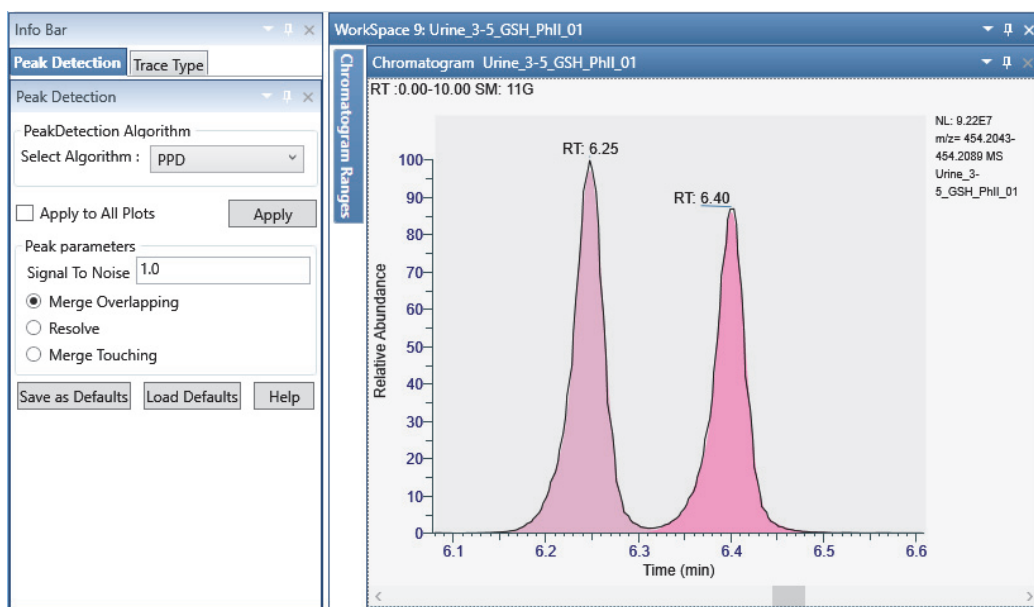 Info Bar
Peak Detection
Trace Type
Peak Detection
PeakDetection Algorithm
Select Algorithm : PPD
Apply to All Plots
Apply
Peak parameters
Signal To Noise 1.0
Merge Overlapping
Resolve
Merge Touching
Save as Defaults
Load Defaults
Help
WorkSpace 9: Urine_3-5_GSH_PhII_01
Chromatogram Ranges
Chromatogram Urine_3-5_GSH_PhII_01
RT :0.00-10.00 SM: 11G
NL: 9.22E7
m/z= 454.2043-
454.2089 MS
Urine_3-
5_GSH_PhII_01
RT: 6.25
RT: 6.40
Relative Abundance
100
90
80
70
60
50
40
30
20
10
0
6.1 6.2 6.3 6.4 6.5 6.6
Time (min)